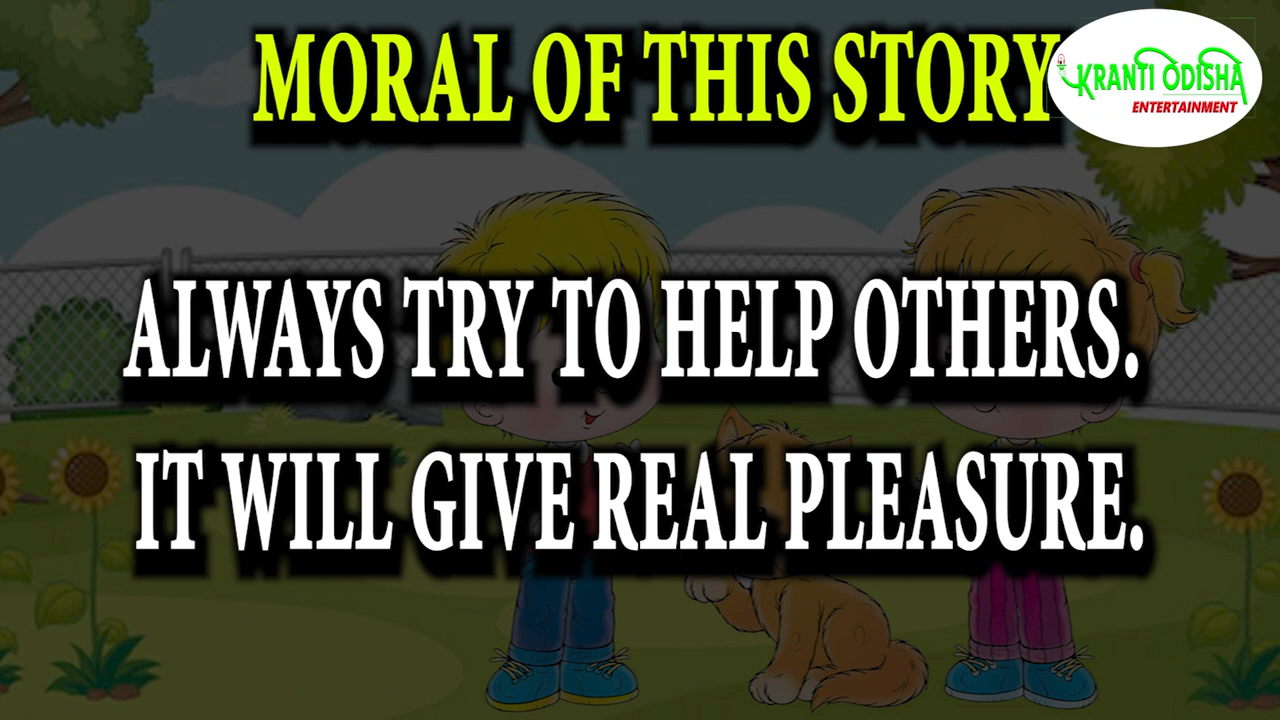 MORAL OF THIS STORY
KRANTI ODISHA
ENTERTAINMENT
ALWAYS TRY TO HELP OTHERS.
IT WILL GIVE REAL PLEASURE.